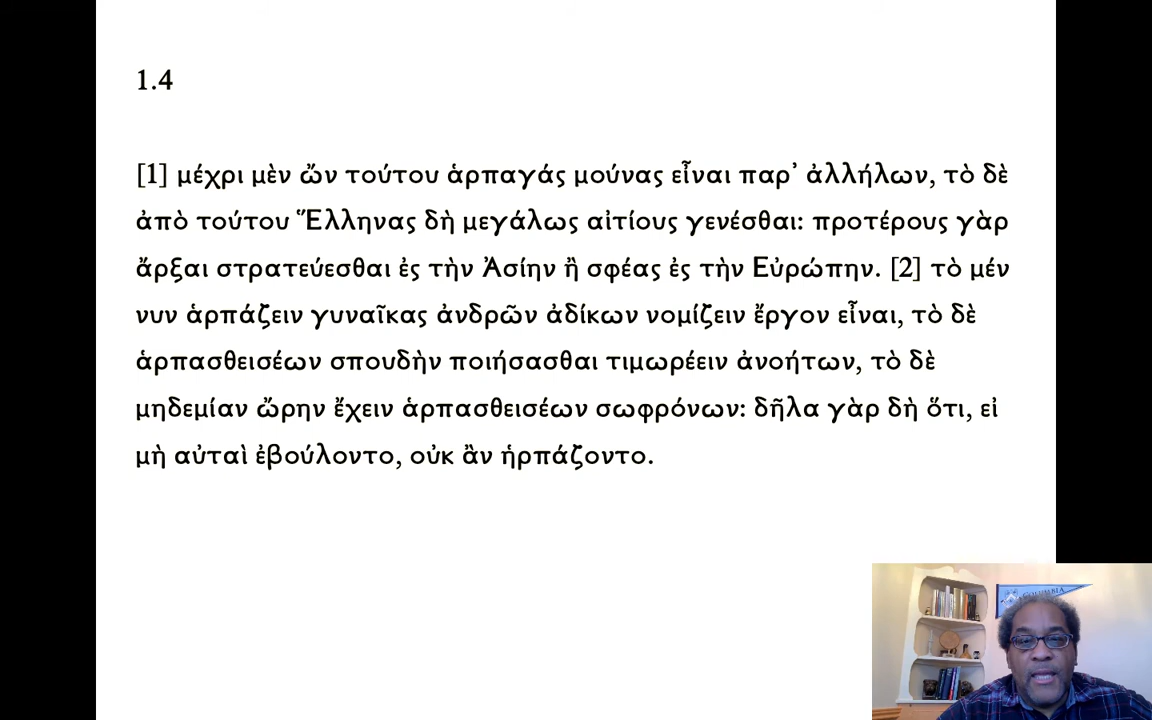 1.4
[1] μέχρι μὲν ὤν τούτου ἁρπαγάς μούνας εἶναι παρ’ ἀλλήλων, τὸ δὲ
ἀπὸ τούτου Ἕλληνας δὴ μεγάλως αἰτίους γενέσθαι: προτέρους γὰρ
ἄρξαι στρατεύεσθαι ἐς τὴν Ἀσίην ἢ σφέας ἐς τὴν Εὐρώπην. [2] τὸ μέν
νυν ἁρπάζειν γυναῖκας ἀνδρῶν ἀδίκων νομίζειν ἔργον εἶναι, τὸ δὲ
ἁρπασθεισέων σπουδὴν ποιήσασθαι τιμωρέειν ἀνοήτων, τὸ δὲ
μηδεμίαν ὤρην ἔχειν ἁρπασθεισέων σωφρόνων: δῆλα γὰρ δὴ ὅτι, εἰ
μὴ αὐταὶ ἐβούλοντο, οὐκ ἂν ἡρπάζοντο.
COLUMBIA